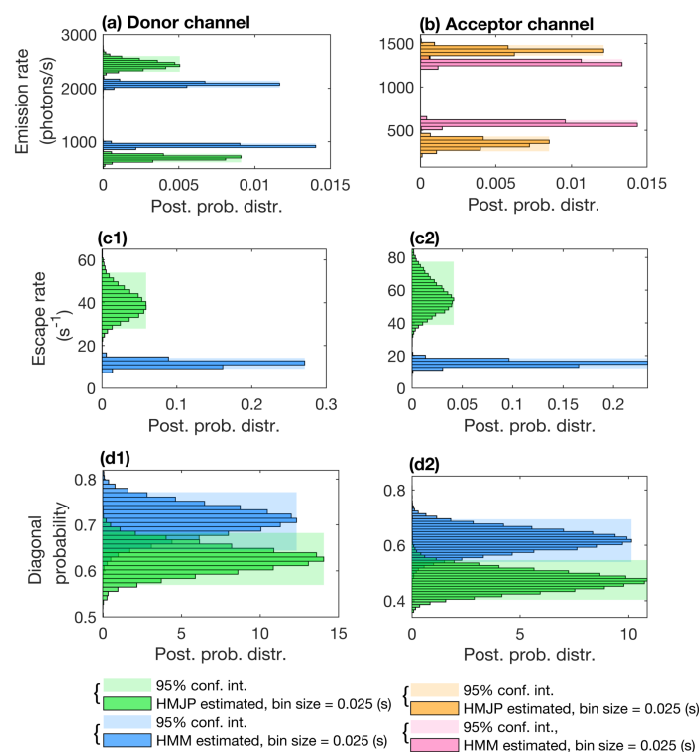 (a) Donor channel
(b) Acceptor channel
3000
2000
1000
Emission rate
(photons/s)
0
0.005
0.01
0.015
Post. prob. distr.
1500
1000
500
0
0.005
0.01
0.015
Post. prob. distr.
(c1)
(c2)
60
40
20
0
Escape rate
(s-1)
0
0.1
0.2
0.3
Post. prob. distr.
80
60
40
20
0
0
0.05
0.1
0.15
0.2
Post. prob. distr.
(d1)
(d2)
0.8
0.7
0.6
0.5
Diagonal
probability
0
5
10
15
Post. prob. distr.
0.8
0.6
0.4
0
5
10
Post. prob. distr.
{
95% conf. int.
HMJP estimated, bin size = 0.025 (s)
{
95% conf. int.
HMM estimated, bin size = 0.025 (s)
{
95% conf. int.
HMJP estimated, bin size = 0.025 (s)
{
95% conf. int.,
HMM estimated, bin size = 0.025 (s)